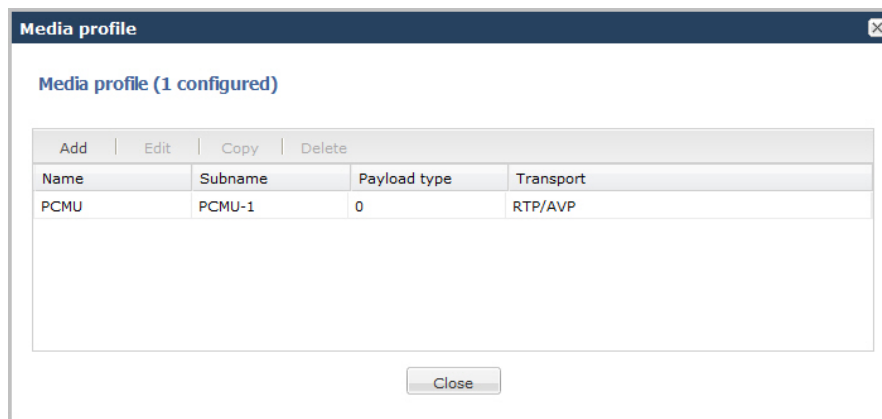 Media profile
Media profile (1 configured)
Add Edit Copy Delete
Name Subname Payload type Transport
PCMU PCMU-1 0 RTP/AVP
Close